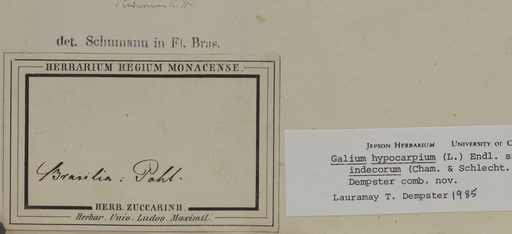 det. Schumann in Fl. Bras.
HERBARIUM REGIUM MONACENSE.
Brasilia: Pohl.
HERB. ZUCCARINII.
Herbar. Univ. Ludov. Maximil.
JEPSON HERBARIUM UNIVERSITY OF C
Galium hypocarpium (L.) Endl. s
indecorum (Cham. & Schlecht.
Dempster comb. nov.
Lauramay T. Dempster 1985